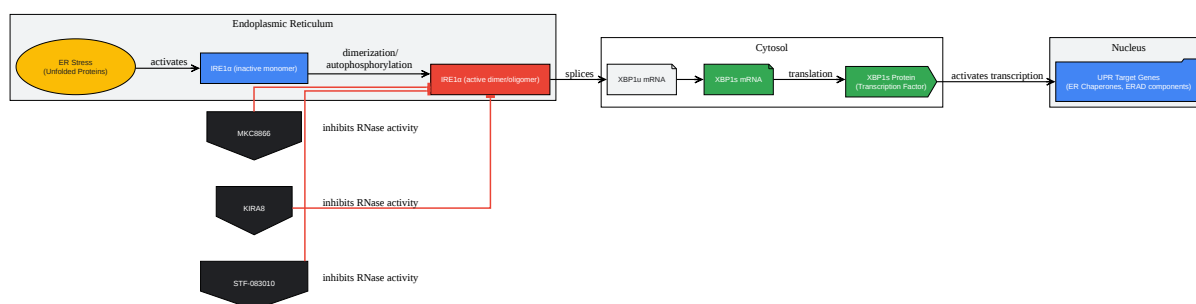 Endoplasmic Reticulum
ER Stress
(Unfolded Proteins)
activates
IRE1α (inactive monomer)
dimerization/
autophosphorylation
IRE1α (active dimer/oligomer)
splices
Cytosol
XBP1u mRNA
XBP1s mRNA
translation
XBP1s Protein
(Transcription Factor)
activates transcription
Nucleus
UPR Target Genes
(ER Chaperones, ERAD components)
MKC8866
inhibits RNase activity
KIRA8
inhibits RNase activity
STF-083010
inhibits RNase activity